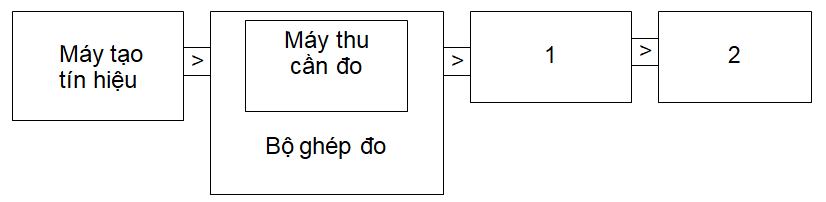 Máy tạo
tín hiệu
>
Máy thu
cần đo
Bộ ghép đo
>
1
>
2